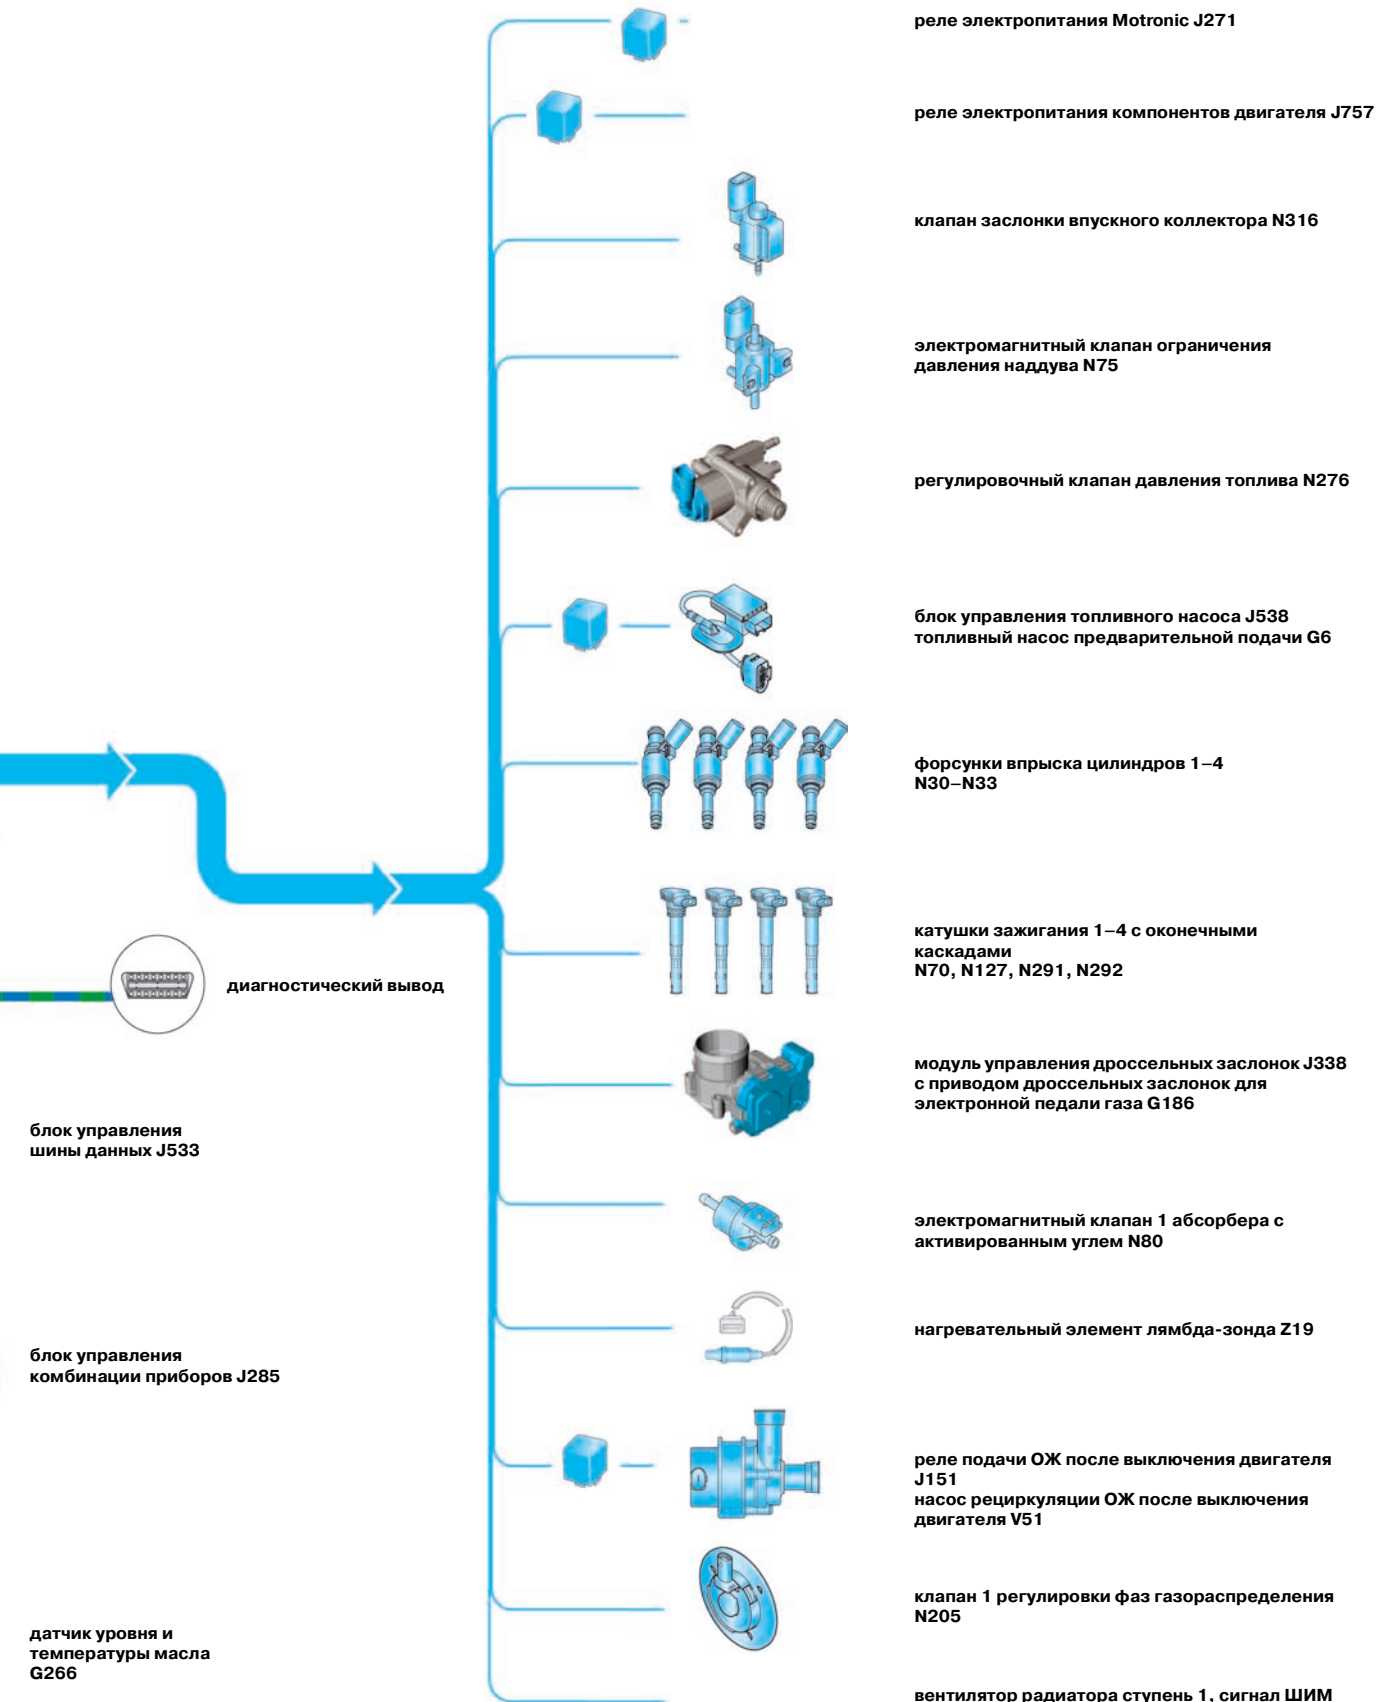 реле электропитания Motronic J271
реле электропитания компонентов двигателя J757
клапан заслонки впускного коллектора N316
электромагнитный клапан ограничения
давления наддува N75
регулировочный клапан давления топлива N276
блок управления топливного насоса J538
топливный насос предварительной подачи G6
форсунки впрыска цилиндров 1–4
N30–N33
катушки зажигания 1–4 с оконечными
каскадами
N70, N127, N291, N292
диагностический вывод
модуль управления дроссельных заслонок J338
с приводом дроссельных заслонок для
электронной педали газа G186
блок управления
шины данных J533
электромагнитный клапан 1 абсорбера с
активированным углем N80
нагревательный элемент лямбда-зонда Z19
блок управления
комбинации приборов J285
реле подачи ОЖ после выключения двигателя
J151
насос рециркуляции ОЖ после выключения
двигателя V51
клапан 1 регулировки фаз газораспределения
N205
датчик уровня и
температуры масла
G266
вентилятор радиатора ступень 1, сигнал ШИМ